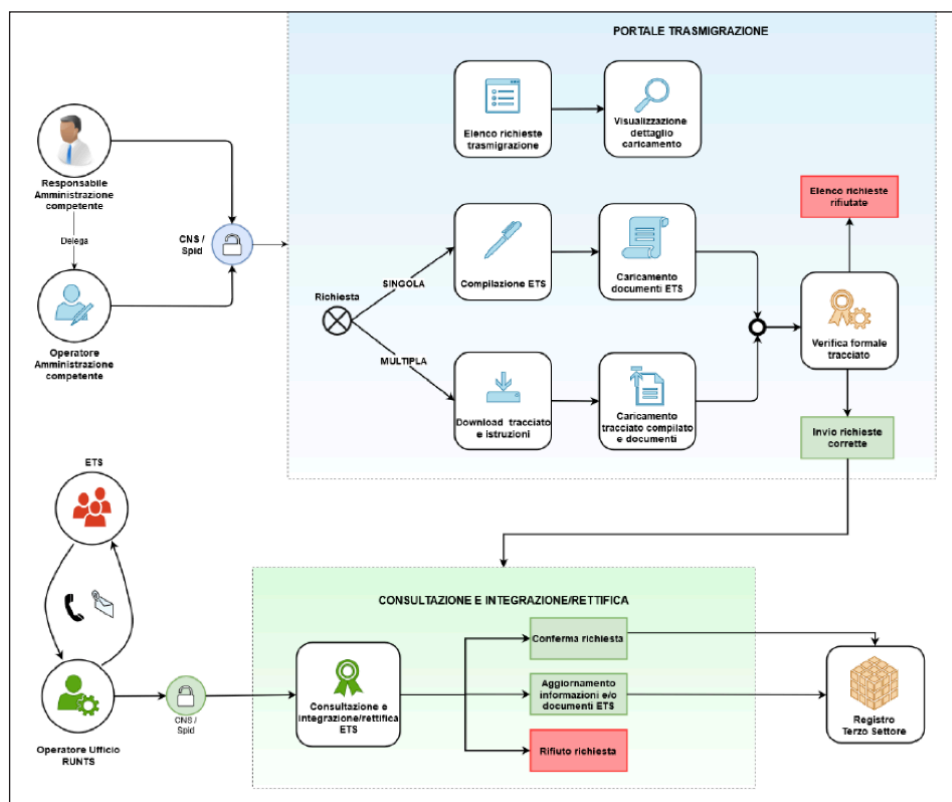 PORTALE TRASMIGRAZIONE
Elenco richieste
trasmigrazione
Visualizzazione
dettaglio
caricamento
Responsabile
Amministrazione
competente
Delega
CNS /
Spid
Operatore
Amministrazione
competente
Richiesta
SINGOLA
MULTIPLA
Compilazione ETS
Caricamento
documenti ETS
Download tracciato
e istruzioni
Caricamento
tracciato compilato
e documenti
Elenco richieste
rifiutate
Verifica formale
tracciato
Invio richieste
corrette
ETS
Operatore Ufficio
RUNTS
CNS /
Spid
CONSULTAZIONE E INTEGRAZIONE/RETTIFICA
Consultazione e
integrazione/rettifica
ETS
Conferma richiesta
Aggiornamento
informazioni e/o
documenti ETS
Rifiuto richiesta
Registro
Terzo Settore